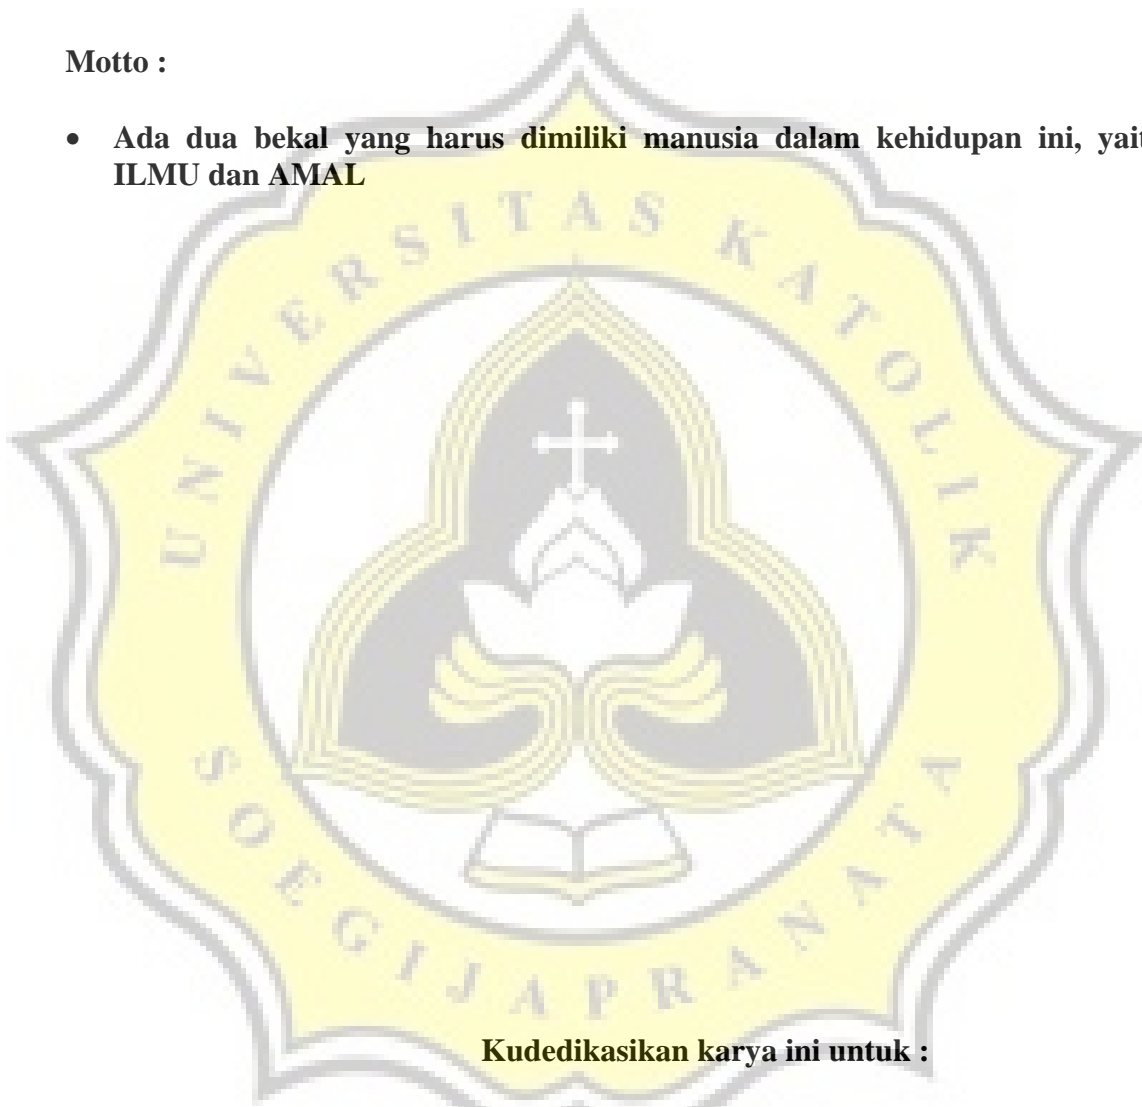 Motto :
• Ada dua bekal yang harus dimiliki manusia dalam kehidupan ini, yait
ILMU dan AMAL
UNIVERSITAS KATOLIK
SOEGIJAPRANATA
Kudedikasikan karya ini untuk :